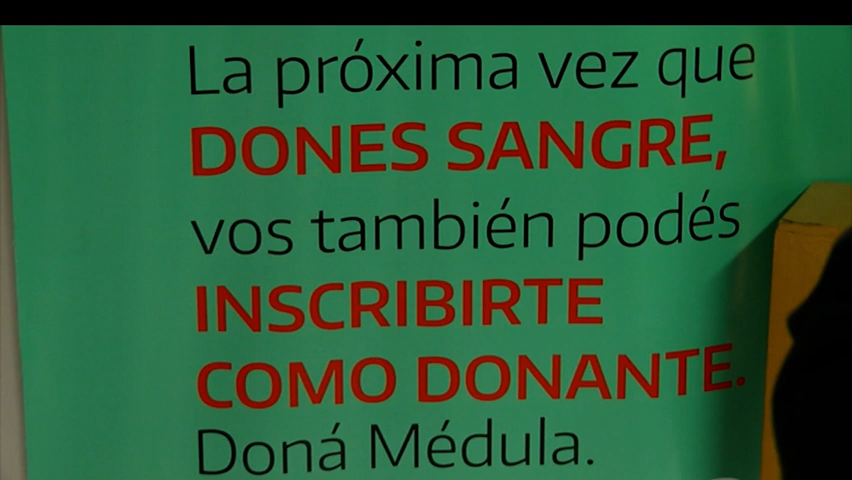 La próxima vez que
DONES SANGRE,
vos también podés
INSCRIBIRTE
COMO DONANTE.
Doná Médula.